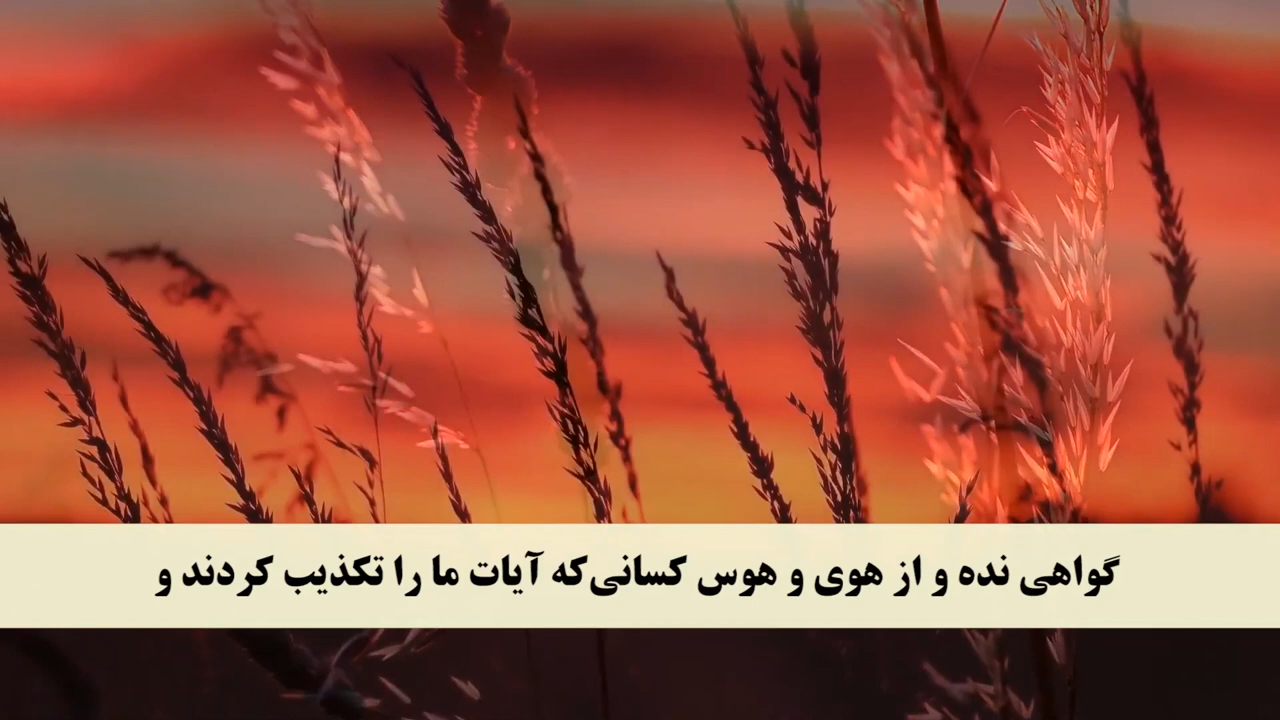 گواهی نده و از هوی و هوس کسانی‌که آیات ما را تکذیب کردند و